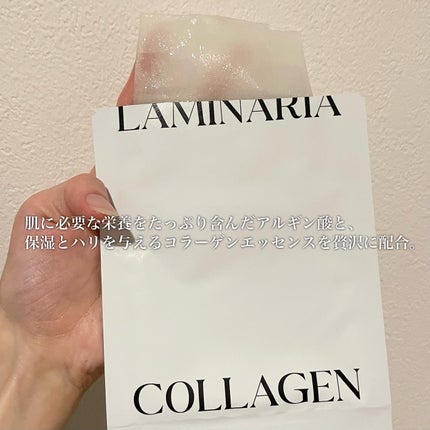 LAMINARIA
肌に必要な栄養をたっぷり含んだアルギン酸と、
保湿とハリを与えるコラーゲンエッセンスを贅沢に配合。
COLLAGEN